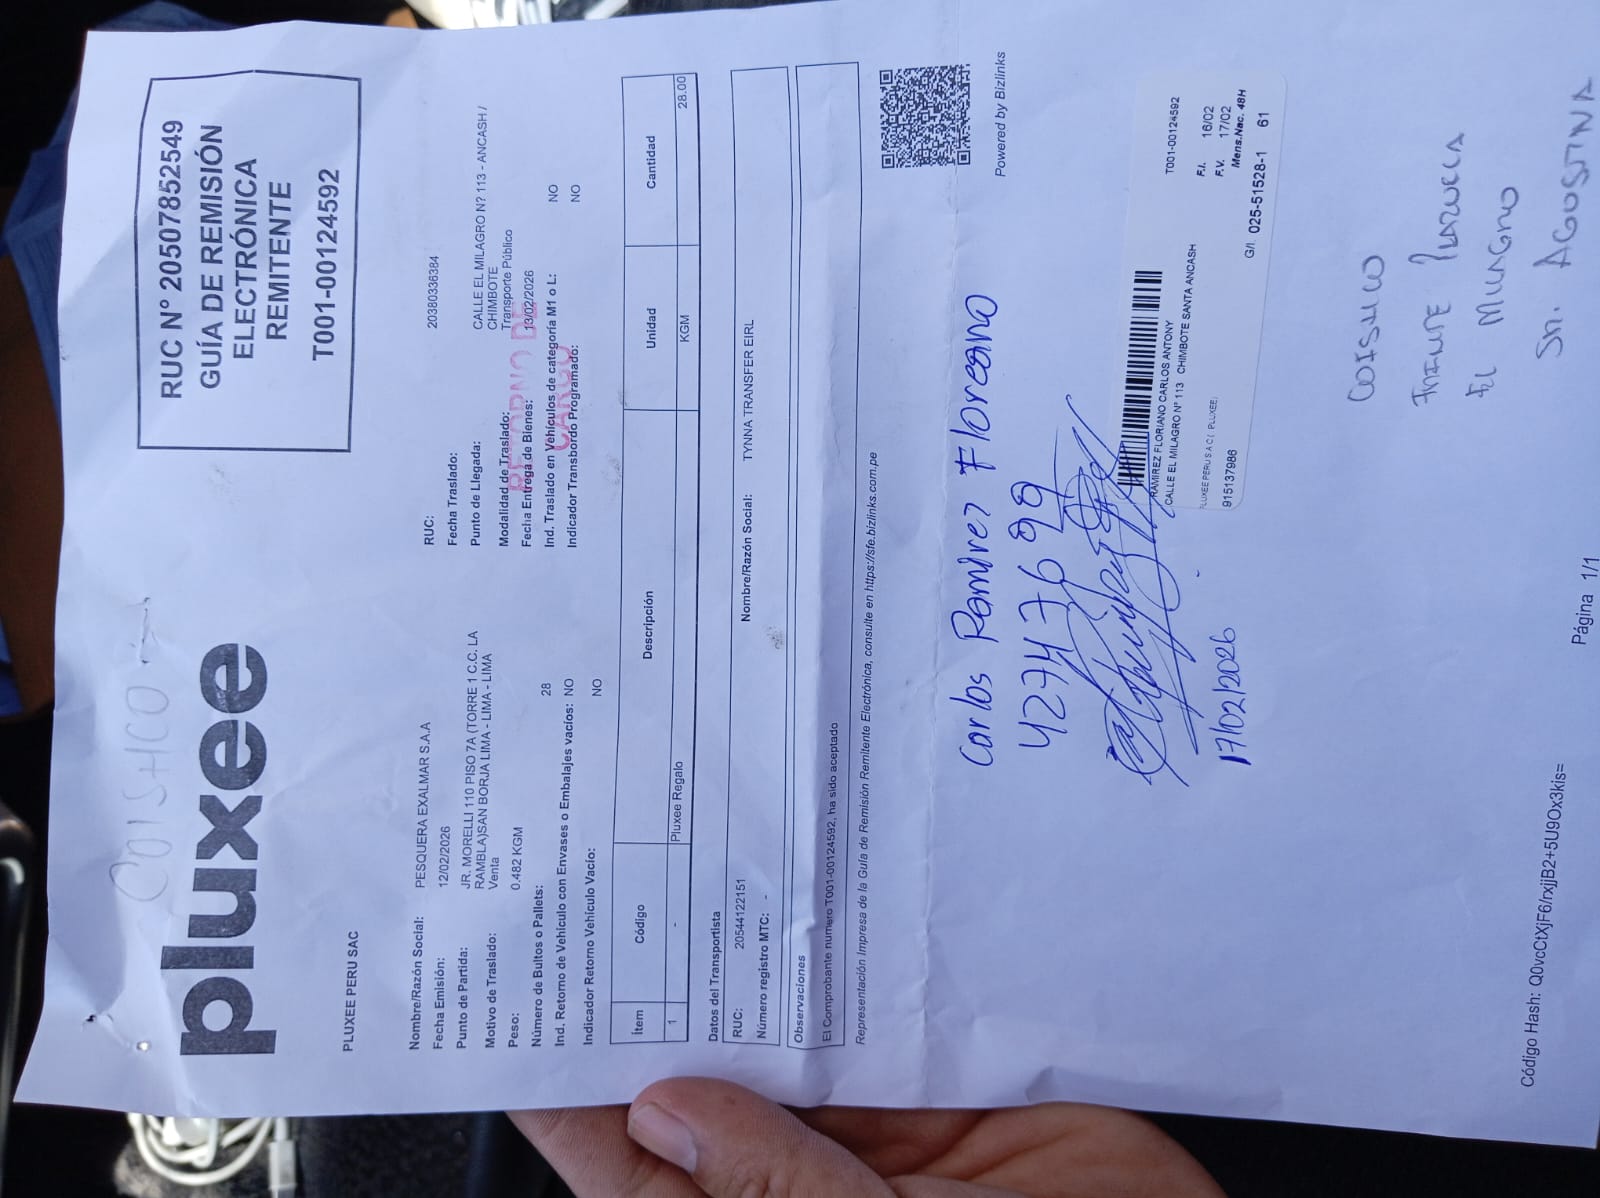 COISHCO
pluxee
RUC N° 20507852549
GUÍA DE REMISIÓN
ELECTRÓNICA
REMITENTE
T001-00124592
PLUXEE PERU SAC
Nombre/Razón Social: PESQUERA EXALMAR S.A.A
RUC: 20380336384
Fecha Emisión: 12/02/2026
Fecha Traslado:
Punto de Partida: JR. MORELLI 110 PISO 7A (TORRE 1 C.C. LA
RAMBLA)SAN BORJA LIMA - LIMA - LIMA
Punto de Llegada: CALLE EL MILAGRO N? 113 - ANCASH /
CHIMBOTE
Motivo de Traslado: Venta
Modalidad de Traslado: Transporte Público
Peso: 0.482 KGM
Fecha Entrega de Bienes: 13/02/2026
Número de Bultos o Pallets: 28
Ind. Traslado en Vehículos de categoría M1 o L: NO
Ind. Retorno de Vehículo con Envases o Embalajes vacíos: NO
Indicador Transbordo Programado: NO
Indicador Retorno Vehículo Vacío: NO
RETORNO DE
CARGO
Ítem Código Descripción Unidad Cantidad
1 - Pluxee Regalo KGM 28.00
Datos del Transportista
RUC: 20544122151 Nombre/Razón Social: TYNNA TRANSFER EIRL
Número registro MTC: -
Observaciones
El Comprobante numero T001-00124592, ha sido aceptado
Representación Impresa de la Guía de Remisión Remitente Electrónica, consulte en https://sfe.bizlinks.com.pe
Powered by Bizlinks
Carlos Ramirez Floreano
42747699
17/02/2026
T001-00124592
RAMIREZ FLORIANO CARLOS ANTONY
CALLE EL MILAGRO N° 113 CHIMBOTE SANTA ANCASH
F.I. 16/02
F.V. 17/02
Mens.Nac. 48H
PLUXEE PERU S.A.C ( PLUXEE)
915137986
G/I. 025-51528-1 61
COISHCO
FRENTE PLAZUELA
EL MILAGRO
Sn. AGOUSTINA
Código Hash: Q0vcCtXjF6/rxjjB2+5U9Ox3kis=
Página 1/1